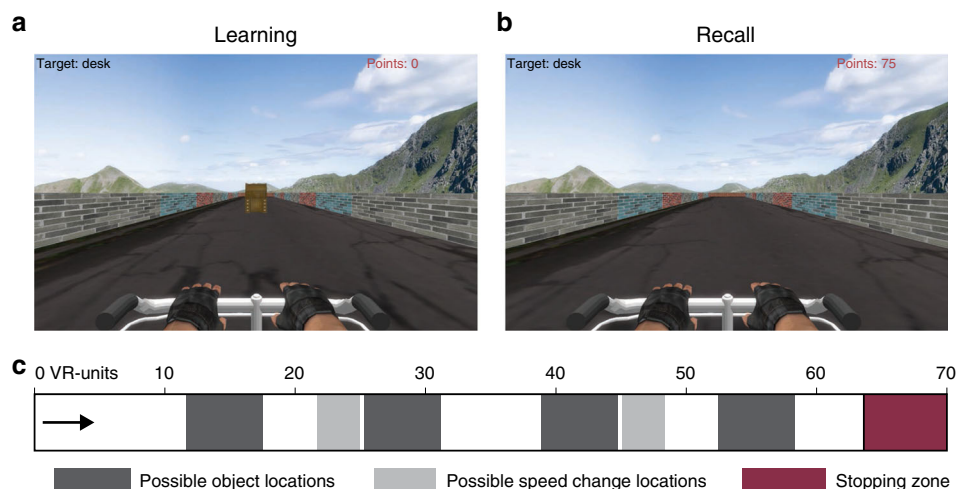 a
Learning
Target: desk
Points: 0
b
Recall
Target: desk
Points: 75
c
0 VR-units 10 20 30 40 50 60 70
Possible object locations
Possible speed change locations
Stopping zone